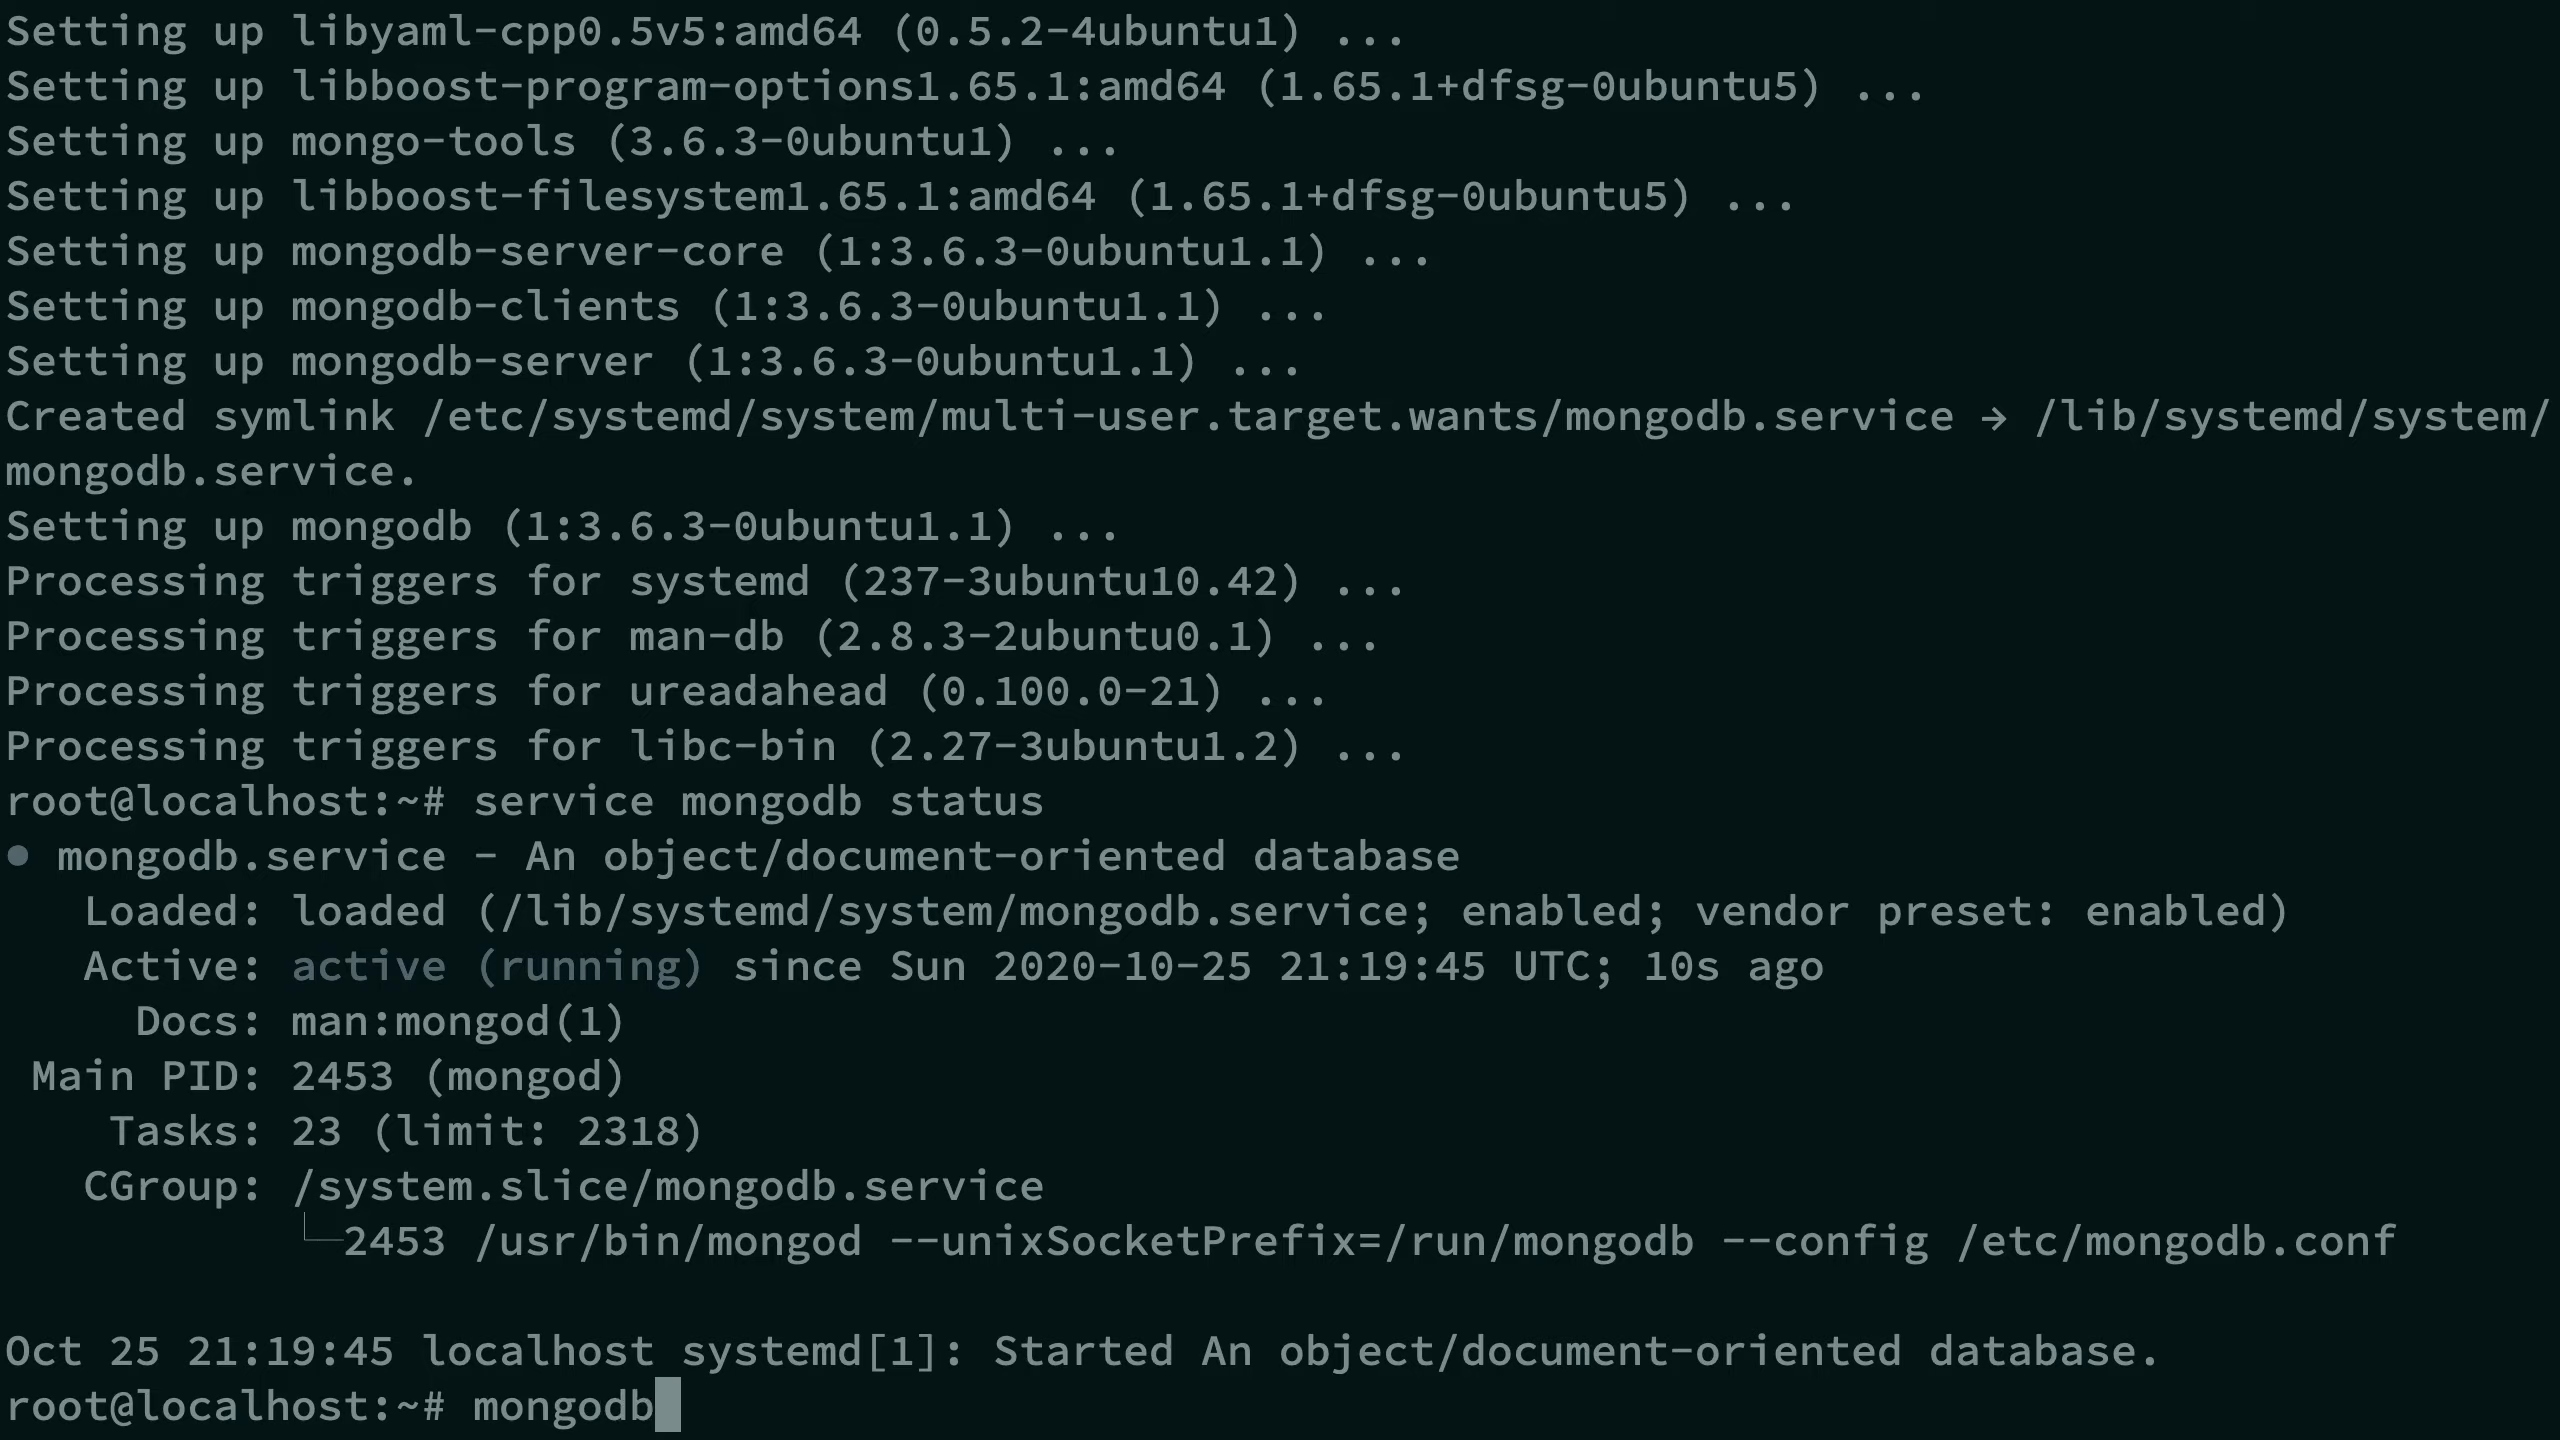 Setting up libyaml-cpp0.5v5:amd64 (0.5.2-4ubuntu1) ...
Setting up libboost-program-options1.65.1:amd64 (1.65.1+dfsg-0ubuntu5) ...
Setting up mongo-tools (3.6.3-0ubuntu1) ...
Setting up libboost-filesystem1.65.1:amd64 (1.65.1+dfsg-0ubuntu5) ...
Setting up mongodb-server-core (1:3.6.3-0ubuntu1.1) ...
Setting up mongodb-clients (1:3.6.3-0ubuntu1.1) ...
Setting up mongodb-server (1:3.6.3-0ubuntu1.1) ...
Created symlink /etc/systemd/system/multi-user.target.wants/mongodb.service → /lib/systemd/system/
mongodb.service.
Setting up mongodb (1:3.6.3-0ubuntu1.1) ...
Processing triggers for systemd (237-3ubuntu10.42) ...
Processing triggers for man-db (2.8.3-2ubuntu0.1) ...
Processing triggers for ureadahead (0.100.0-21) ...
Processing triggers for libc-bin (2.27-3ubuntu1.2) ...
root@localhost:~# service mongodb status
● mongodb.service - An object/document-oriented database
   Loaded: loaded (/lib/systemd/system/mongodb.service; enabled; vendor preset: enabled)
   Active: active (running) since Sun 2020-10-25 21:19:45 UTC; 10s ago
     Docs: man:mongod(1)
 Main PID: 2453 (mongod)
    Tasks: 23 (limit: 2318)
   CGroup: /system.slice/mongodb.service
           └─2453 /usr/bin/mongod --unixSocketPrefix=/run/mongodb --config /etc/mongodb.conf

Oct 25 21:19:45 localhost systemd[1]: Started An object/document-oriented database.
root@localhost:~# mongodb